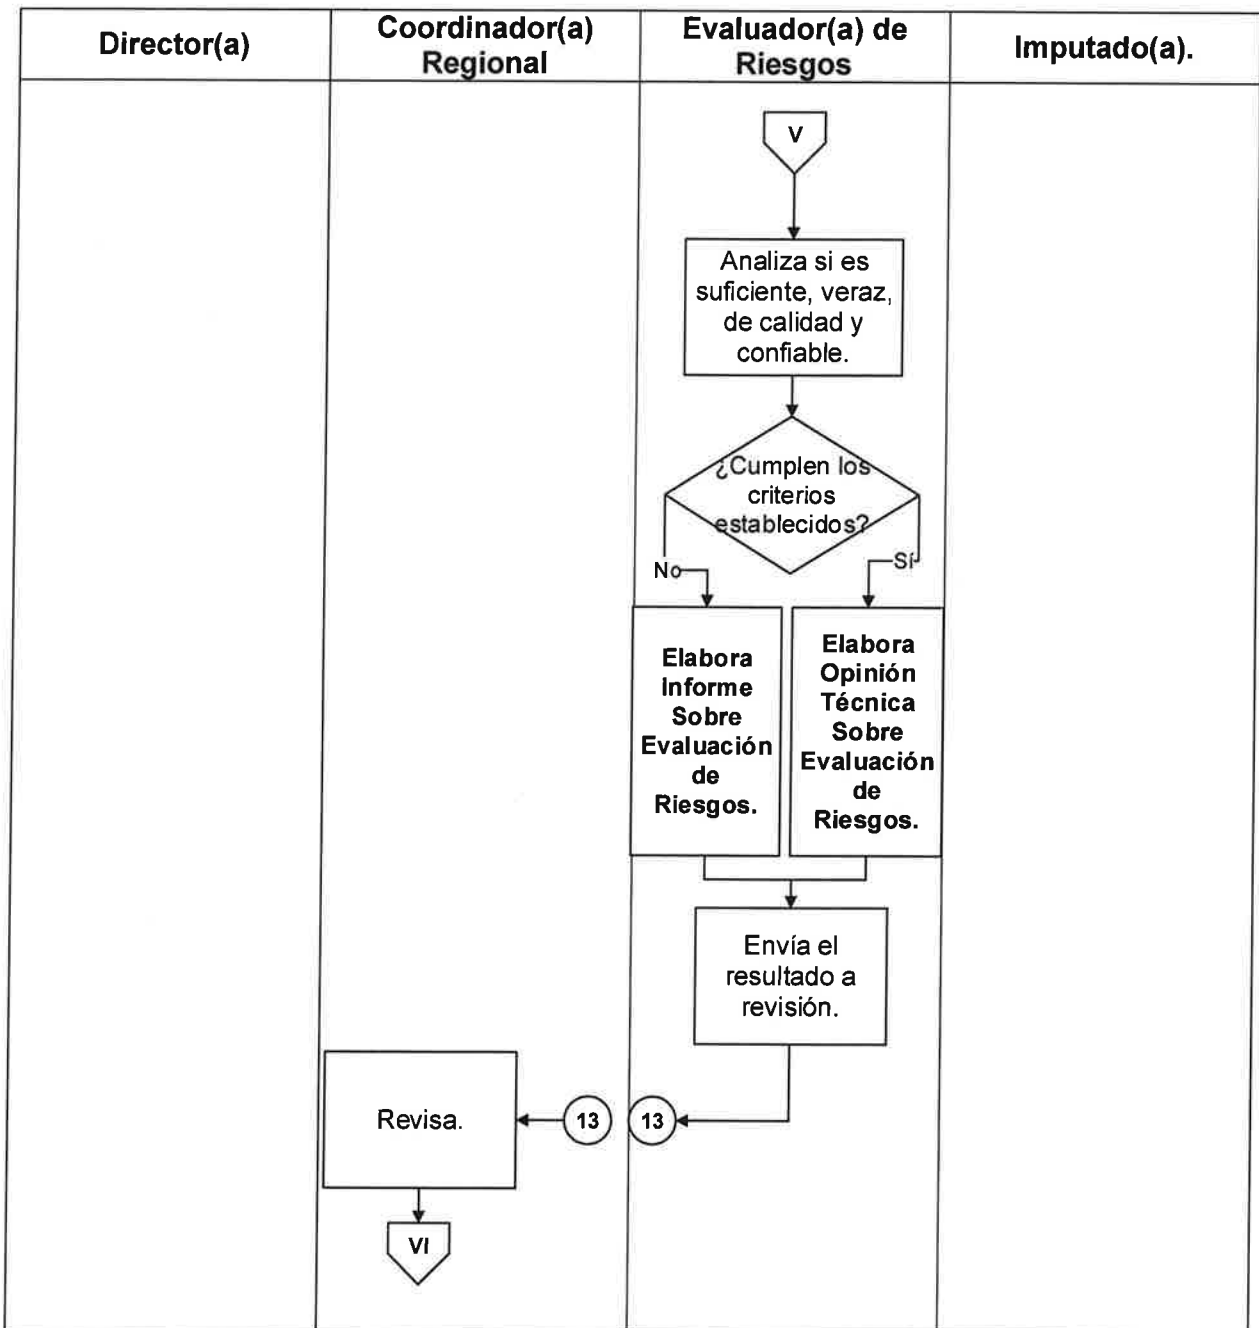 Director(a)
Coordinador(a)
Regional
Evaluador(a) de
Riesgos
Imputado(a).
V
Analiza si es
suficiente, veraz,
de calidad y
confiable.
¿Cumplen los
criterios
establecidos?
No
Sí
Elabora
Informe
Sobre
Evaluación
de
Riesgos.
Elabora
Opinión
Técnica
Sobre
Evaluación
de
Riesgos.
Envía el
resultado a
revisión.
Revisa.
13
13
VI